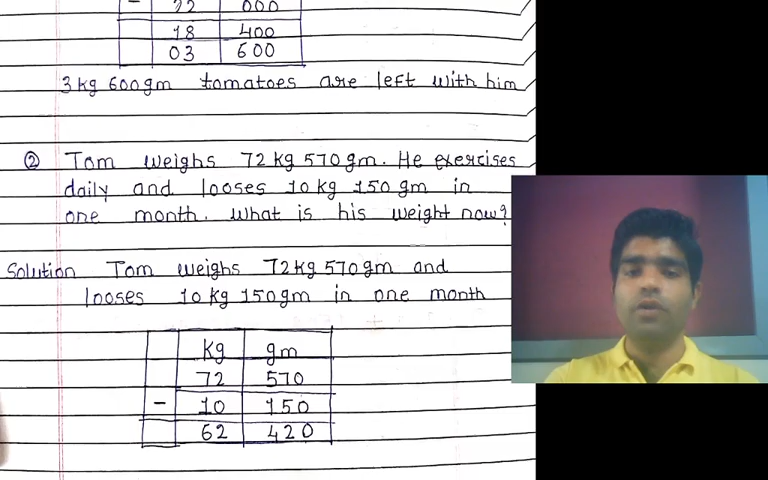 - 22 000
18 400
03 600
3 kg 600gm tomatoes are left with him
② Tom weighs 72 kg 570 gm. He exercises
daily and looses 10 kg 150 gm in
one month. What is his weight now?
Solution Tom weighs 72 kg 570 gm and
looses 10 kg 150 gm in one month
Kg gm
72 570
- 10 150
62 420